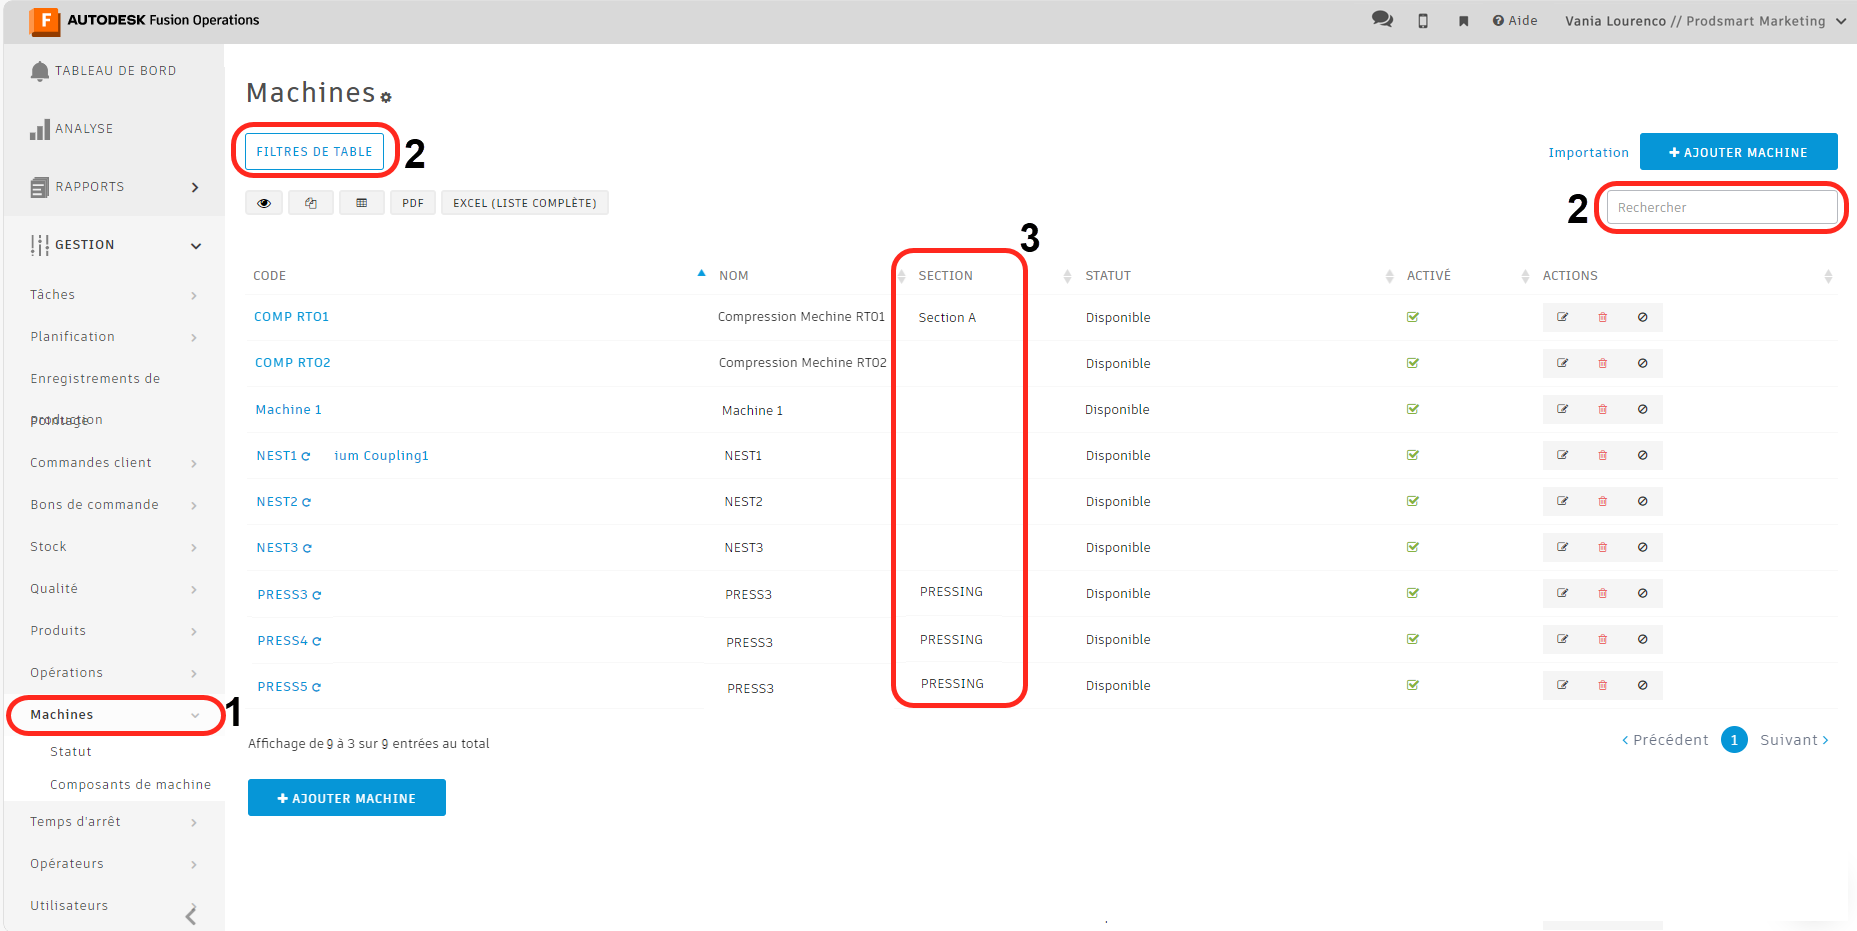 F AUTODESK Fusion Operations
Aide
Vania Lourenco // Prodsmart Marketing
TABLEAU DE BORD
ANALYSE
RAPPORTS
GESTION
Tâches
Planification
Enregistrements de
production
Pointage
Commandes client
Bons de commande
Stock
Qualité
Produits
Opérations
Machines
1
Statut
Composants de machine
Temps d'arrêt
Opérateurs
Utilisateurs
Machines
FILTRES DE TABLE
2
Importation
AJOUTER MACHINE
PDF
EXCEL (LISTE COMPLÈTE)
2
Rechercher
3
CODE NOM SECTION STATUT ACTIVÉ ACTIONS
COMP RT01 Compression Mechine RT01 Section A Disponible
COMP RT02 Compression Mechine RT02 Disponible
Machine 1 Machine 1 Disponible
NEST1 ium Coupling1 NEST1 Disponible
NEST2 NEST2 Disponible
NEST3 NEST3 Disponible
PRESS3 PRESS3 PRESSING Disponible
PRESS4 PRESS3 PRESSING Disponible
PRESS5 PRESS3 PRESSING Disponible
Affichage de 9 à 3 sur 9 entrées au total
Précédent 1 Suivant
AJOUTER MACHINE